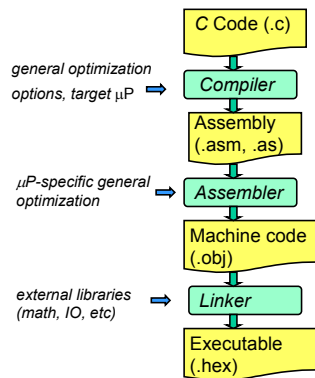 C Code (.c)
general optimization
options, target µP
Compiler
Assembly
(.asm, .as)
µP-specific general
optimization
Assembler
Machine code
(.obj)
external libraries
(math, IO, etc)
Linker
Executable
(.hex)